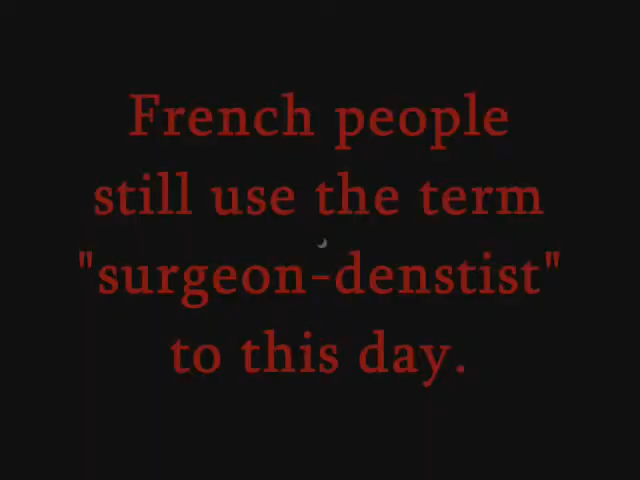 French people
still use the term
"surgeon-denstist"
to this day.